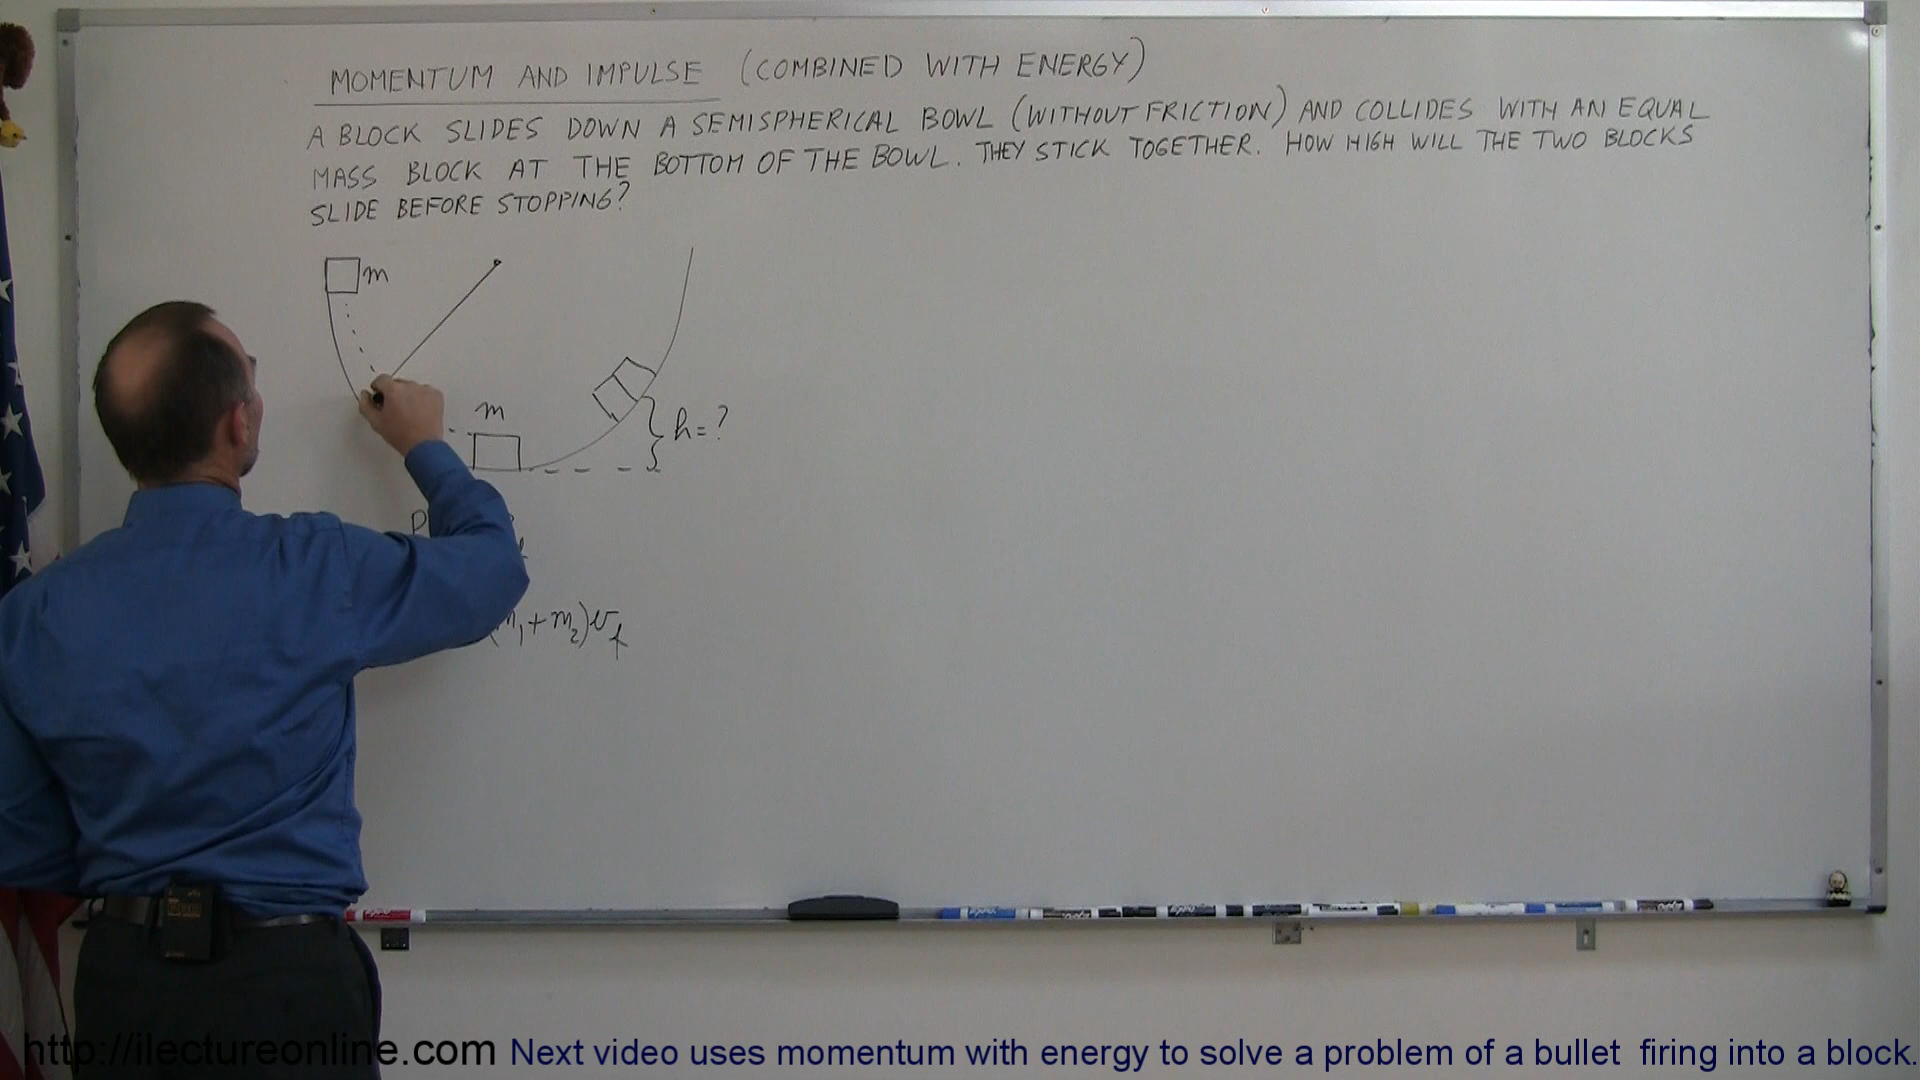 MOMENTUM AND IMPULSE (COMBINED WITH ENERGY)
A BLOCK SLIDES DOWN A SEMISPHERICAL BOWL (WITHOUT FRICTION) AND COLLIDES WITH AN EQUAL
MASS BLOCK AT THE BOTTOM OF THE BOWL. THEY STICK TOGETHER. HOW HIGH WILL THE TWO BLOCKS
SLIDE BEFORE STOPPING?
m
m
h = ?
+ m₂) v_f
http://ilectureonline.com Next video uses momentum with energy to solve a problem of a bullet firing into a block.